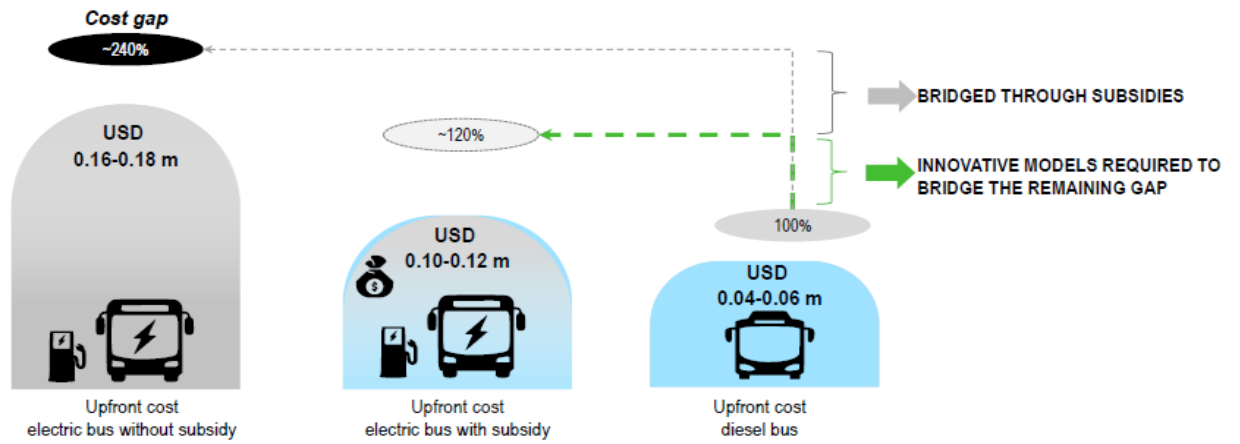 Cost gap
~240%
BRIDGED THROUGH SUBSIDIES
USD
0.16-0.18 m
~120%
INNOVATIVE MODELS REQUIRED TO
BRIDGE THE REMAINING GAP
100%
USD
0.10-0.12 m
$
USD
0.04-0.06 m
Upfront cost
electric bus without subsidy
Upfront cost
electric bus with subsidy
Upfront cost
diesel bus